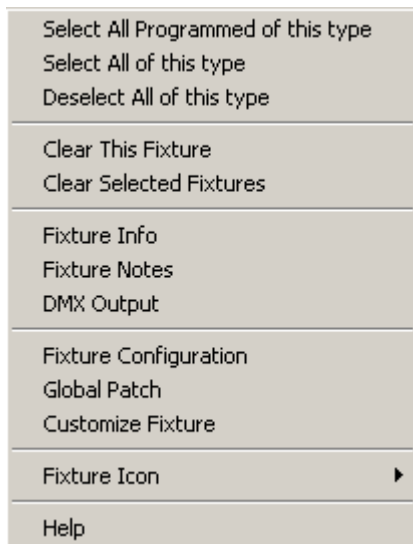 Select All Programmed of this type
Select All of this type
Deselect All of this type
Clear This Fixture
Clear Selected Fixtures
Fixture Info
Fixture Notes
DMX Output
Fixture Configuration
Global Patch
Customize Fixture
Fixture Icon
Help